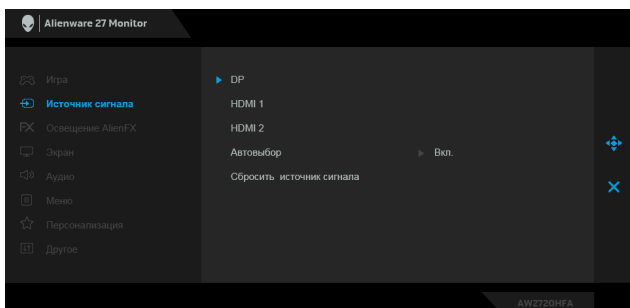 Alienware 27 Monitor
Игра
Источник сигнала
Освещение AlienFX
Экран
Аудио
Меню
Персонализация
Другое
DP
HDMI 1
HDMI 2
Автовыбор Вкл.
Сбросить источник сигнала
AW2720HFA